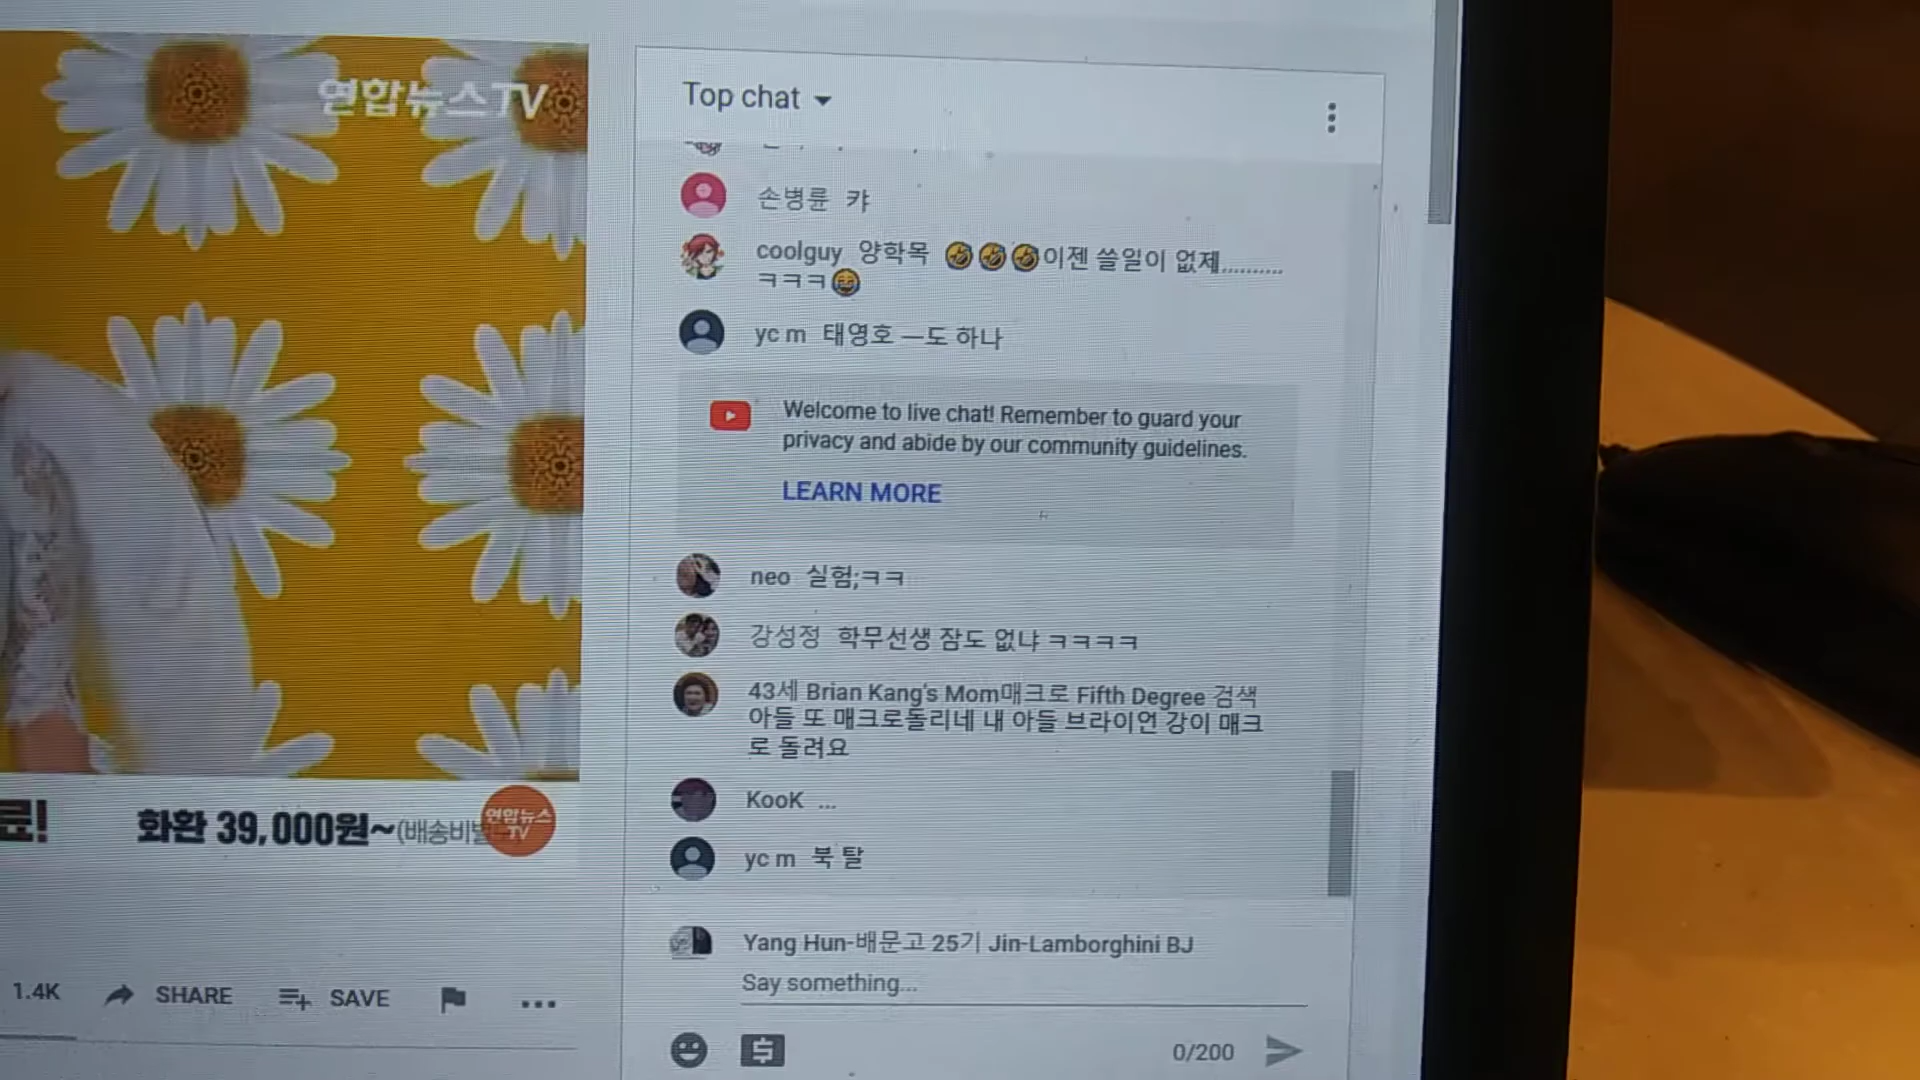 연합뉴스TV
Top chat
손병륜 캬
coolguy 양학목 🤣🤣🤣이젠 쓸일이 없제..........
ㅋㅋㅋ😂
yc m 태영호 —도 하나
Welcome to live chat! Remember to guard your
privacy and abide by our community guidelines.
LEARN MORE
neo 실험;ㅋㅋ
강성정 학무선생 잠도 없냐 ㅋㅋㅋㅋ
43세 Brian Kang's Mom매크로 Fifth Degree 검색
아들 또 매크로돌리네 내 아들 브라이언 강이 매크
로 돌려요
KooK ...
yc m 북 탈
료! 화환 39,000원~(배송비별
연합뉴스
TV
Yang Hun-배문고 25기 Jin-Lamborghini BJ
Say something...
1.4K SHARE SAVE
0/200